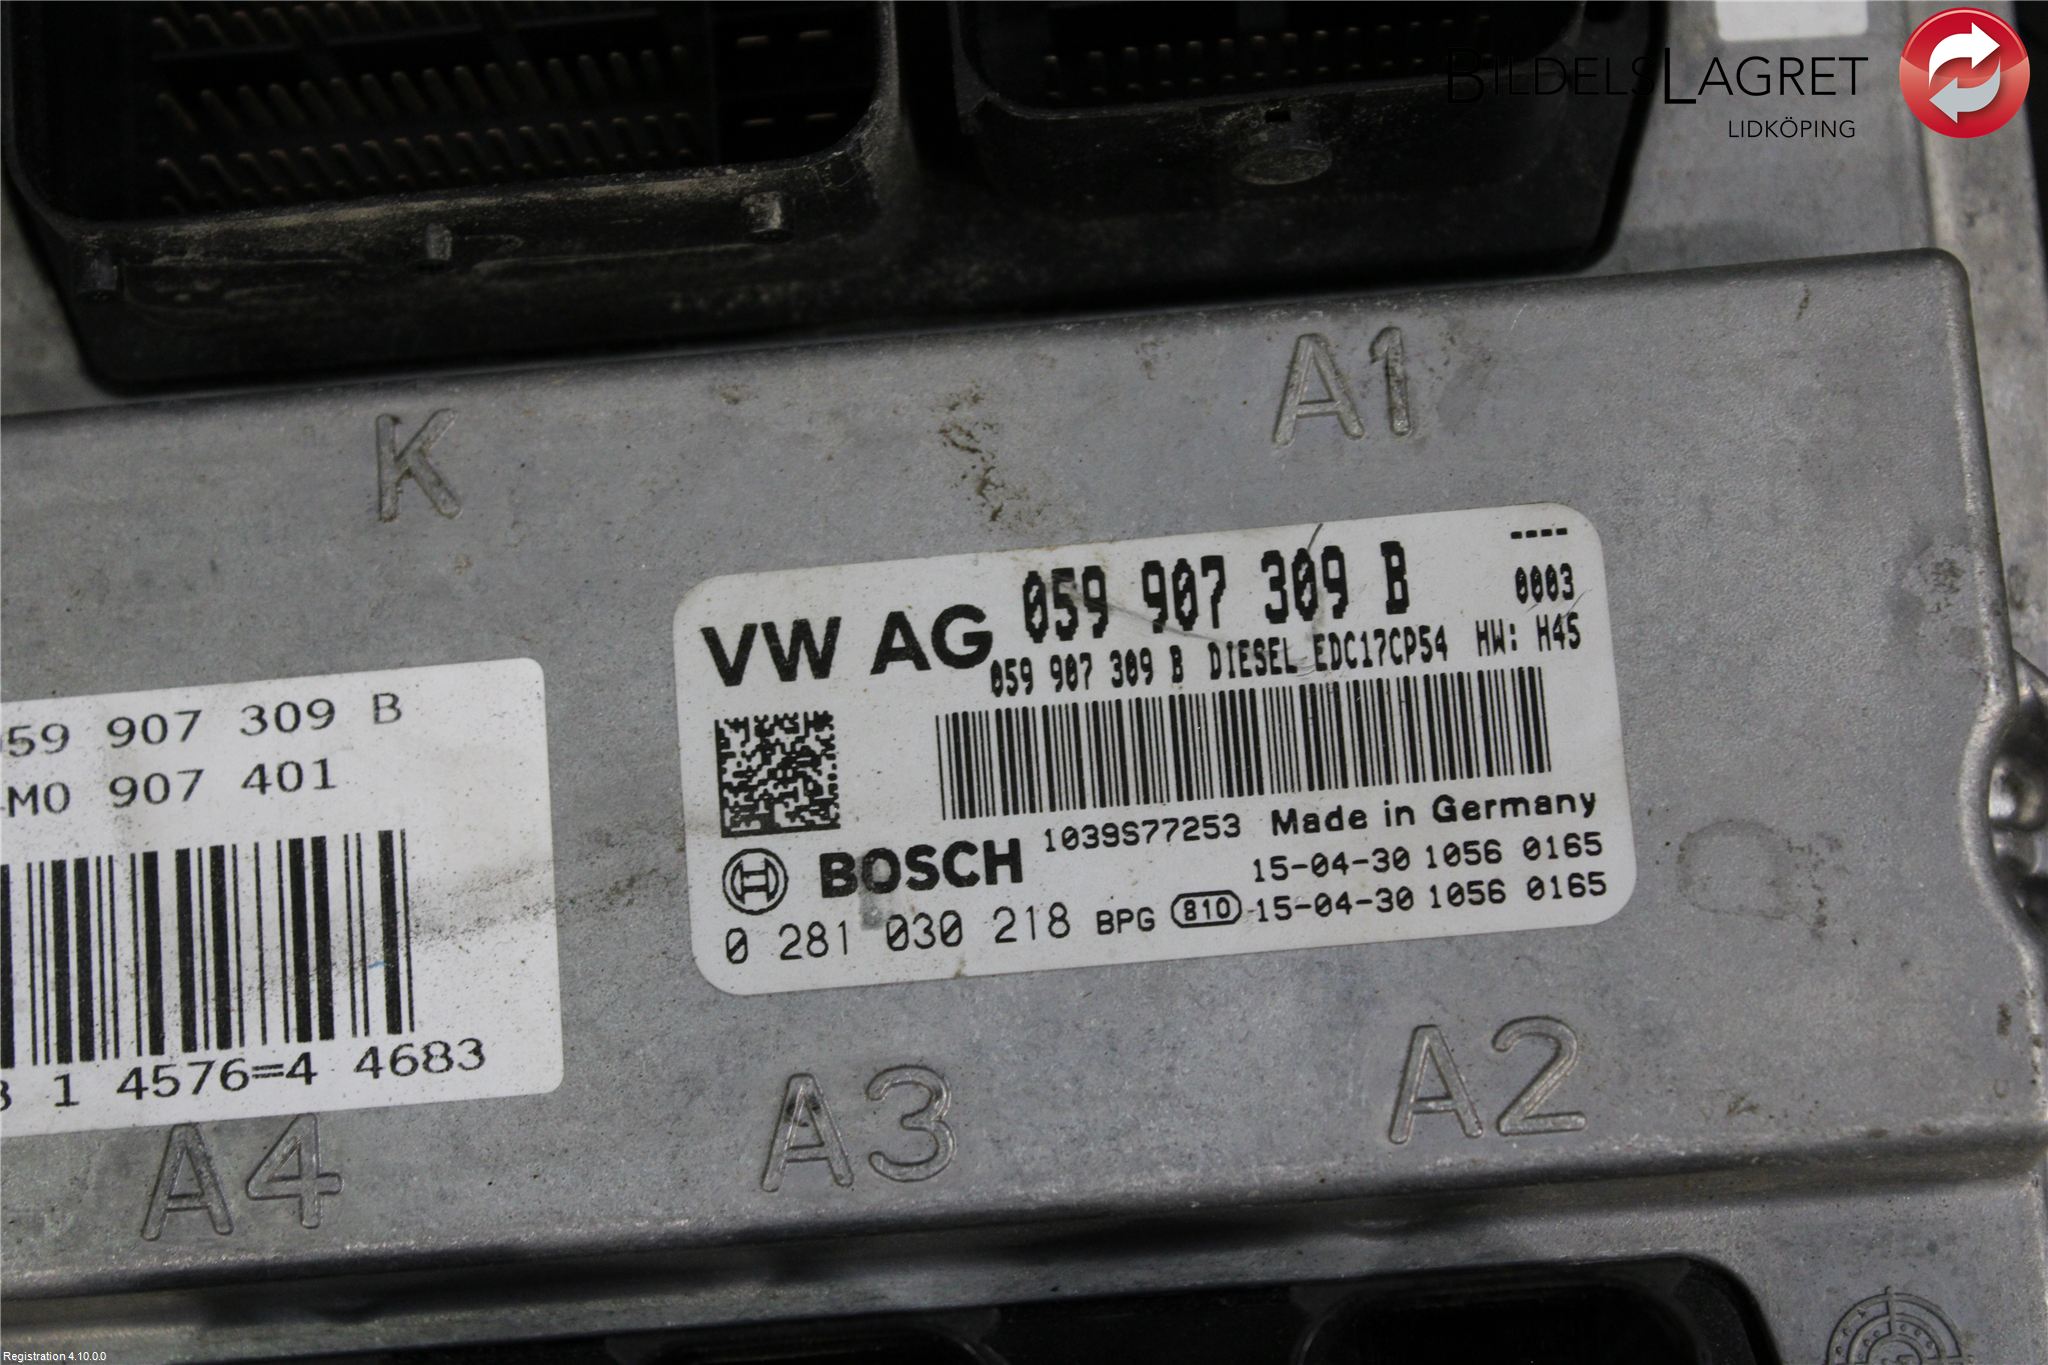 BILDELSLAGRET
LIDKÖPING
K
A1
VW AG 059 907 309 B
----
0003
059 907 309 B DIESEL EDC17CP54 HW: H45
1039S77253 Made in Germany
BOSCH
15-04-30 1056 0165
0 281 030 218 BPG 810 15-04-30 1056 0165
059 907 309 B
4M0 907 401
1 4576=4 4683
A4
A3
A2
Registration 4.10.0.0